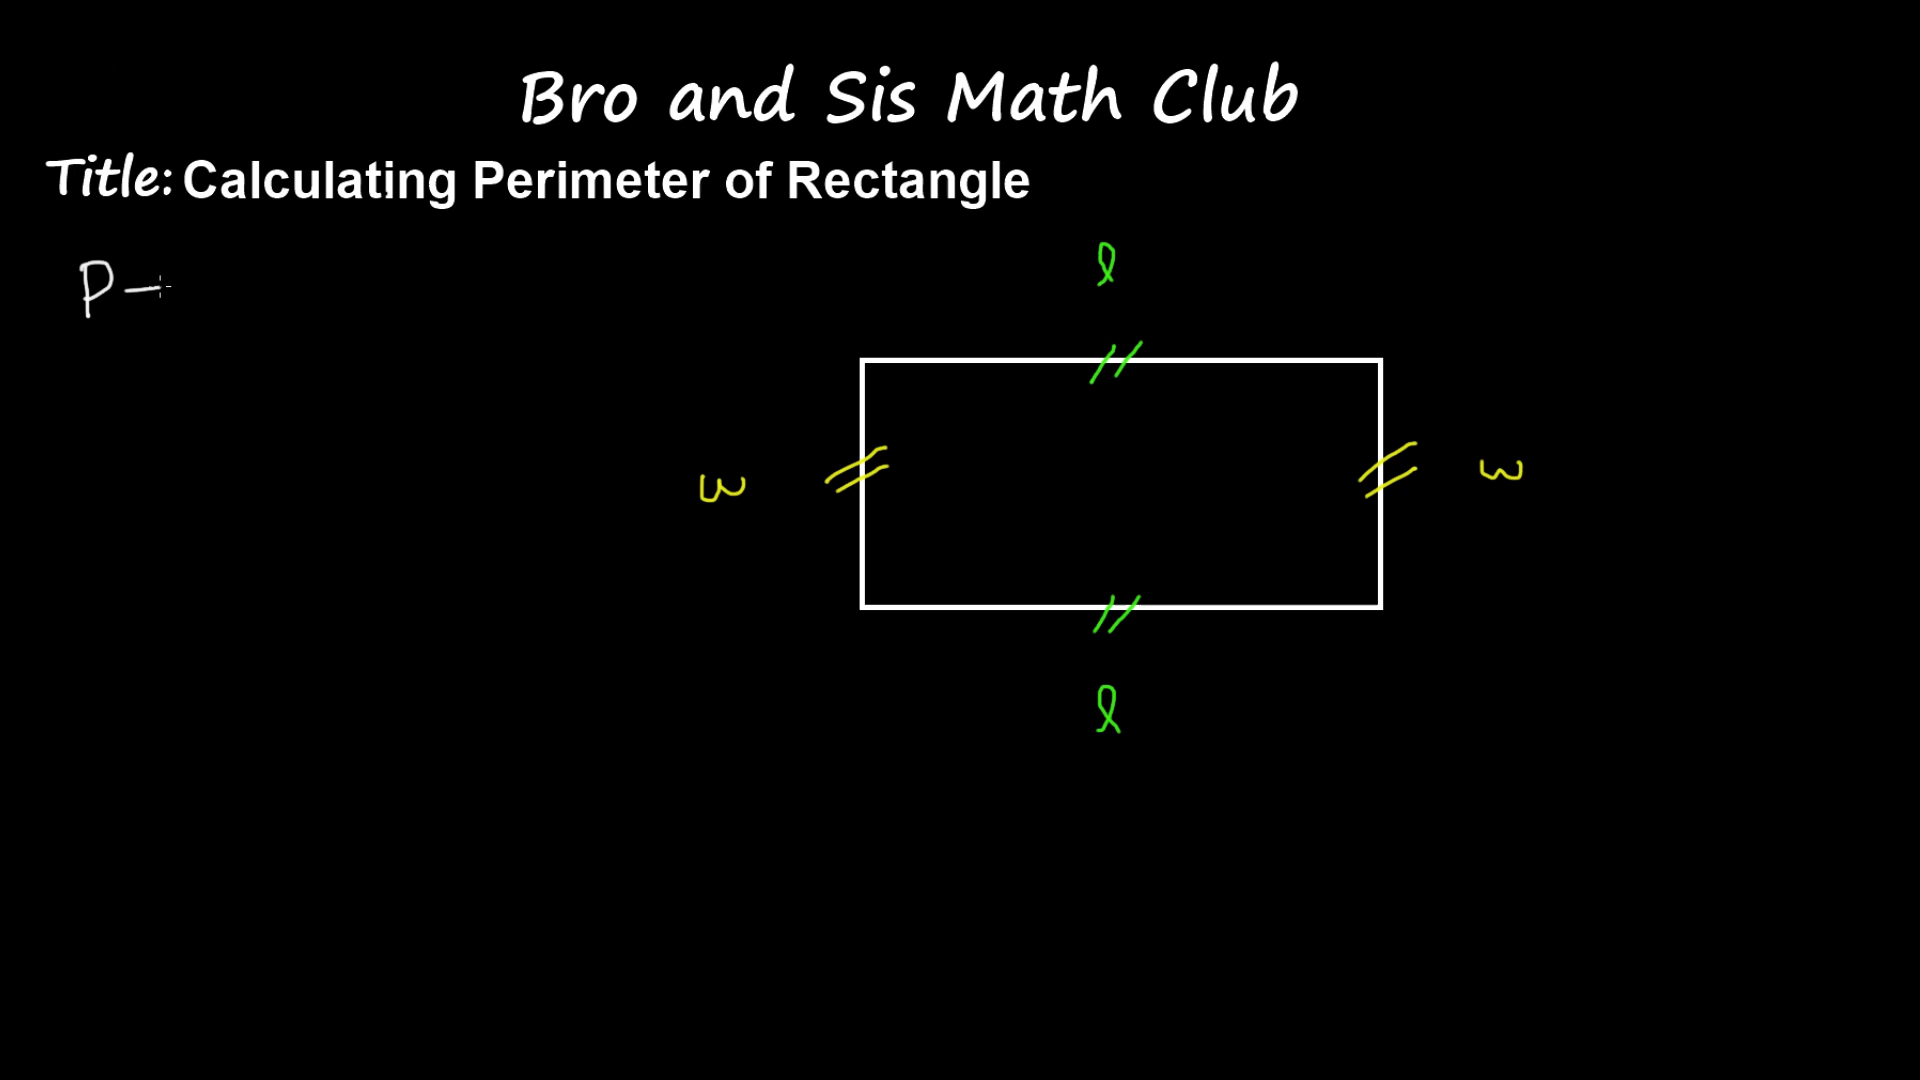 Bro and Sis Math Club
Title: Calculating Perimeter of Rectangle
P-
l
w
w
l